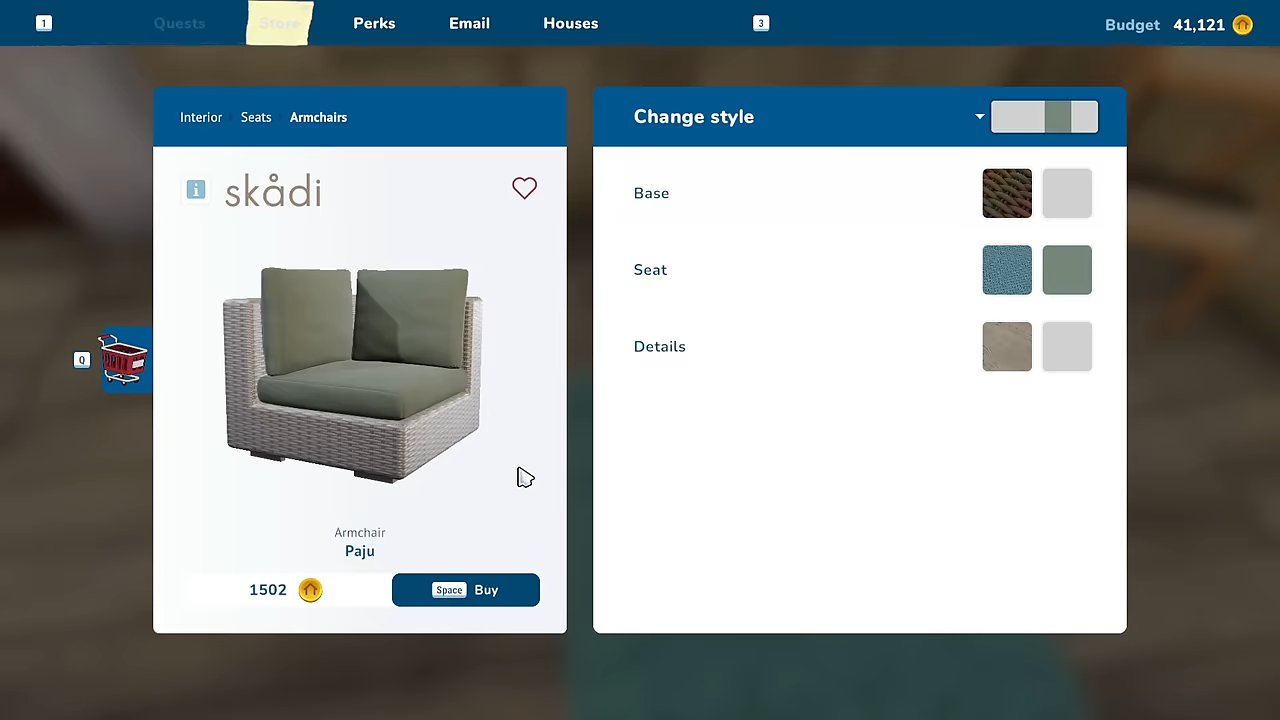 1 Quests Store Perks Email Houses 3 Budget 41,121
Interior Seats Armchairs
Change style
i skådi
Base
Seat
Details
Q
Armchair
Paju
1502 Space Buy